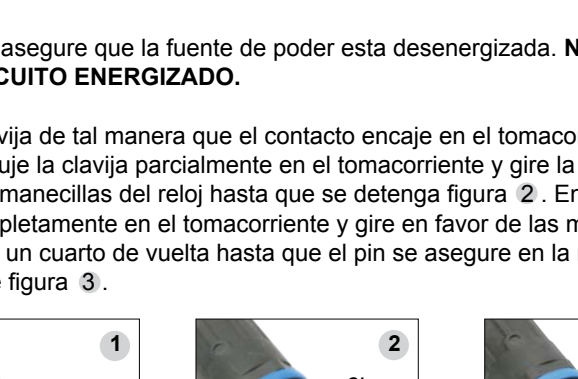 asegure que la fuente de poder esta desenergizada. N
CUITO ENERGIZADO.
vija de tal manera que el contacto encaje en el tomacor
uje la clavija parcialmente en el tomacorriente y gire la
manecillas del reloj hasta que se detenga figura 2 . En
pletamente en el tomacorriente y gire en favor de las m
un cuarto de vuelta hasta que el pin se asegure en la
figura 3 .
1
2